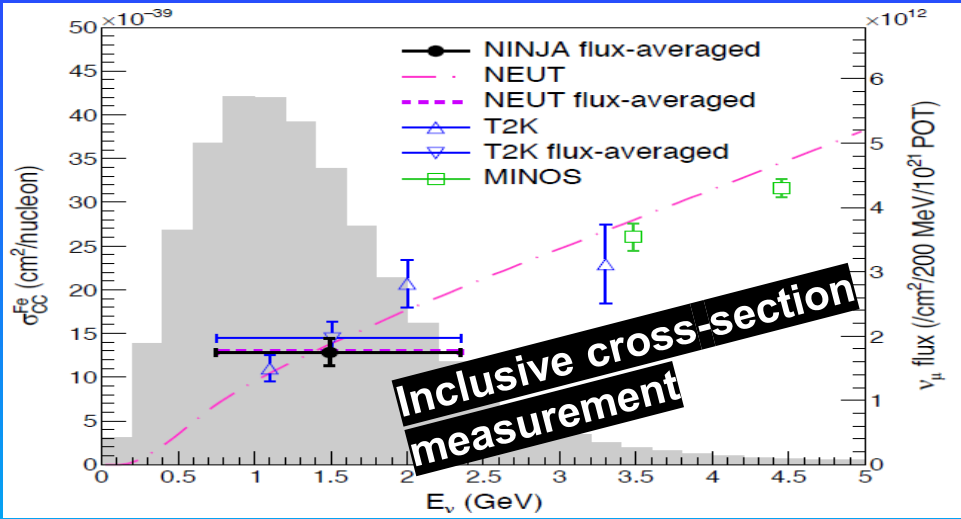 ×10⁻³⁹
×10¹²
50
45
40
35
30
25
20
15
10
5
0
σ^Fe_CC (cm²/nucleon)
NINJA flux-averaged
NEUT
NEUT flux-averaged
T2K
T2K flux-averaged
MINOS
Inclusive cross-section
measurement
6
5
4
3
2
1
0
ν_μ flux (/cm²/200 MeV/10²¹ POT)
0 0.5 1 1.5 2 2.5 3 3.5 4 4.5 5
E_ν (GeV)